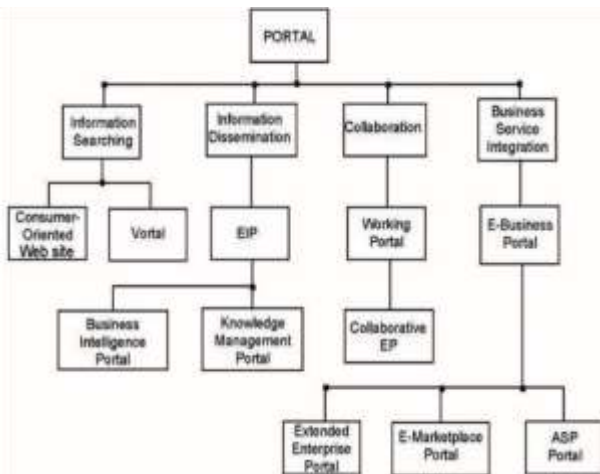 PORTAL
Information
Searching
Information
Dissemination
Collaboration
Business
Service
Integration
Consumer-
Oriented
Web site
Vortal
EIP
Working
Portal
E-Business
Portal
Business
Intelligence
Portal
Knowledge
Management
Portal
Collaborative
EP
Extended
Enterprise
Portal
E-Marketplace
Portal
ASP
Portal